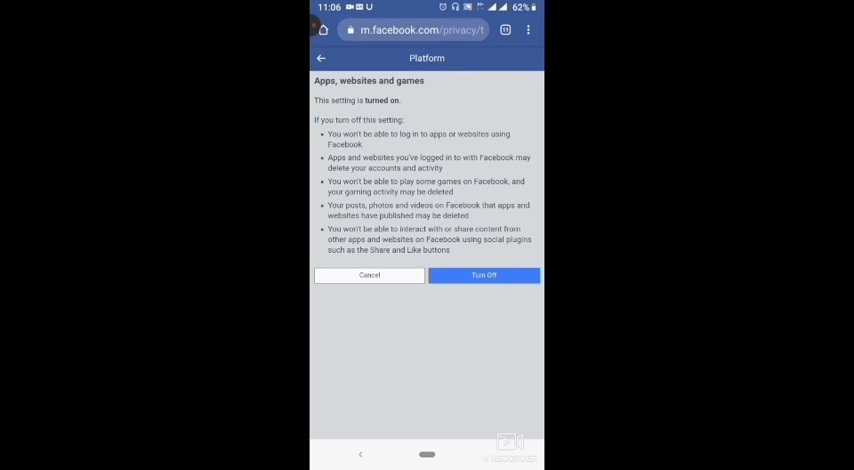 11:06 U 62%
m.facebook.com/privacy/t 11
Platform
Apps, websites and games
This setting is turned on.
If you turn off this setting:
• You won't be able to log in to apps or websites using
Facebook
• Apps and websites you've logged in to with Facebook may
delete your accounts and activity
• You won't be able to play some games on Facebook, and
your gaming activity may be deleted
• Your posts, photos and videos on Facebook that apps and
websites have published may be deleted
• You won't be able to interact with or share content from
other apps and websites on Facebook using social plugins
such as the Share and Like buttons
Cancel Turn Off
V RECORDER